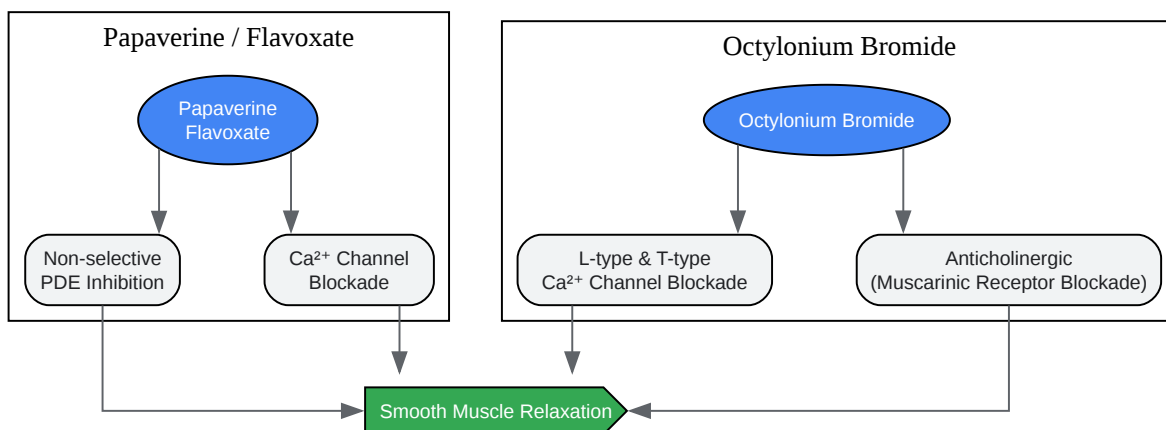 Papaverine / Flavoxate
Papaverine
Flavoxate
Non-selective
PDE Inhibition
Ca²⁺ Channel
Blockade
Octylonium Bromide
Octylonium Bromide
L-type & T-type
Ca²⁺ Channel Blockade
Anticholinergic
(Muscarinic Receptor Blockade)
Smooth Muscle Relaxation